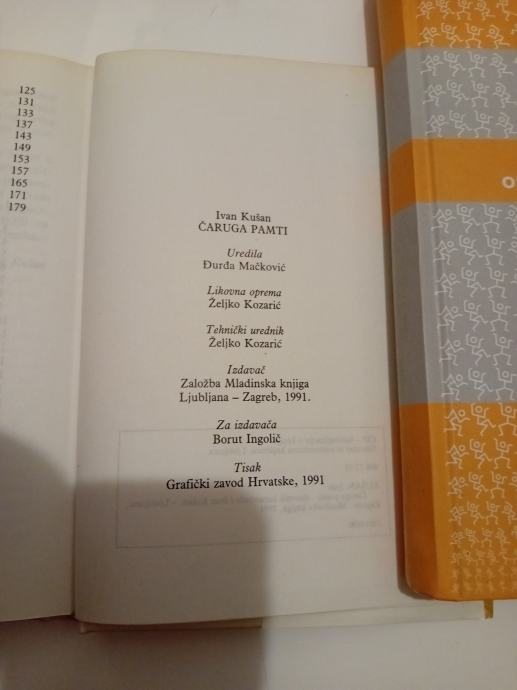 125
131
133
137
143
149
153
157
165
171
179
Ivan Kušan
ČARUGA PAMTI
Uredila
Đurđa Mačković
Likovna oprema
Željko Kozarić
Tehnički urednik
Željko Kozarić
Izdavač
Založba Mladinska knjiga
Ljubljana – Zagreb, 1991.
Za izdavača
Borut Ingolič
Tisak
Grafički zavod Hrvatske, 1991